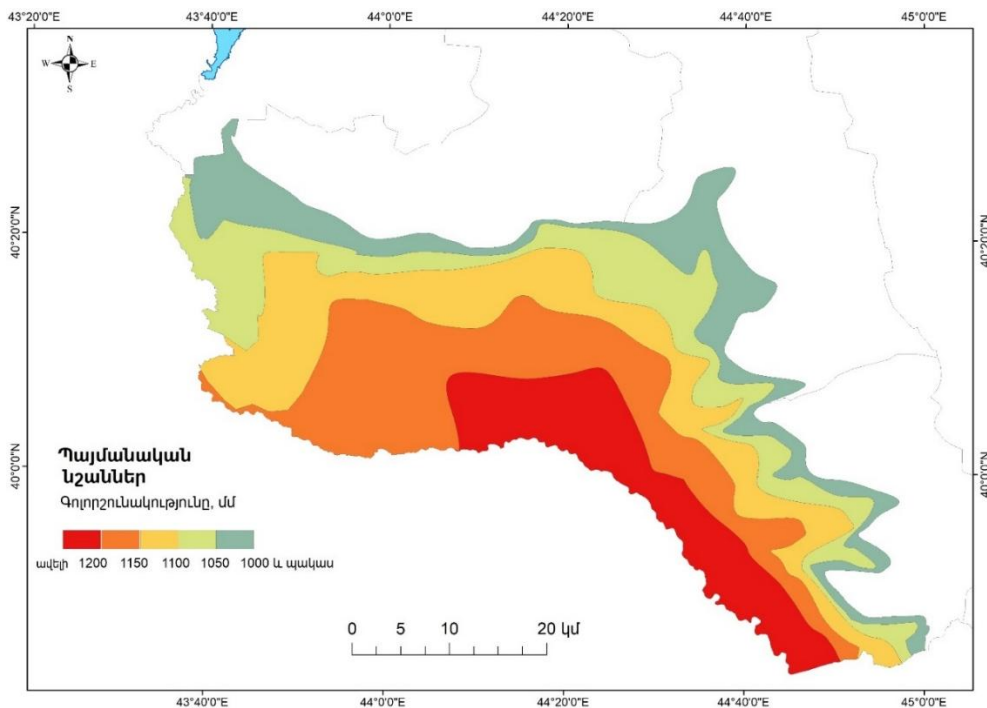 43°20'0"E 43°40'0"E 44°0'0"E 44°20'0"E 44°40'0"E 45°0'0"E
N
W E
S
40°20'0"N 40°20'0"N
40°0'0"N 40°0'0"N
Պայմանական
նշաններ
Գոլորշունակությունը, մմ
ավելի 1200 1150 1100 1050 1000 և պակաս
0 5 10 20 կմ
43°40'0"E 44°0'0"E 44°20'0"E 44°40'0"E 45°0'0"E